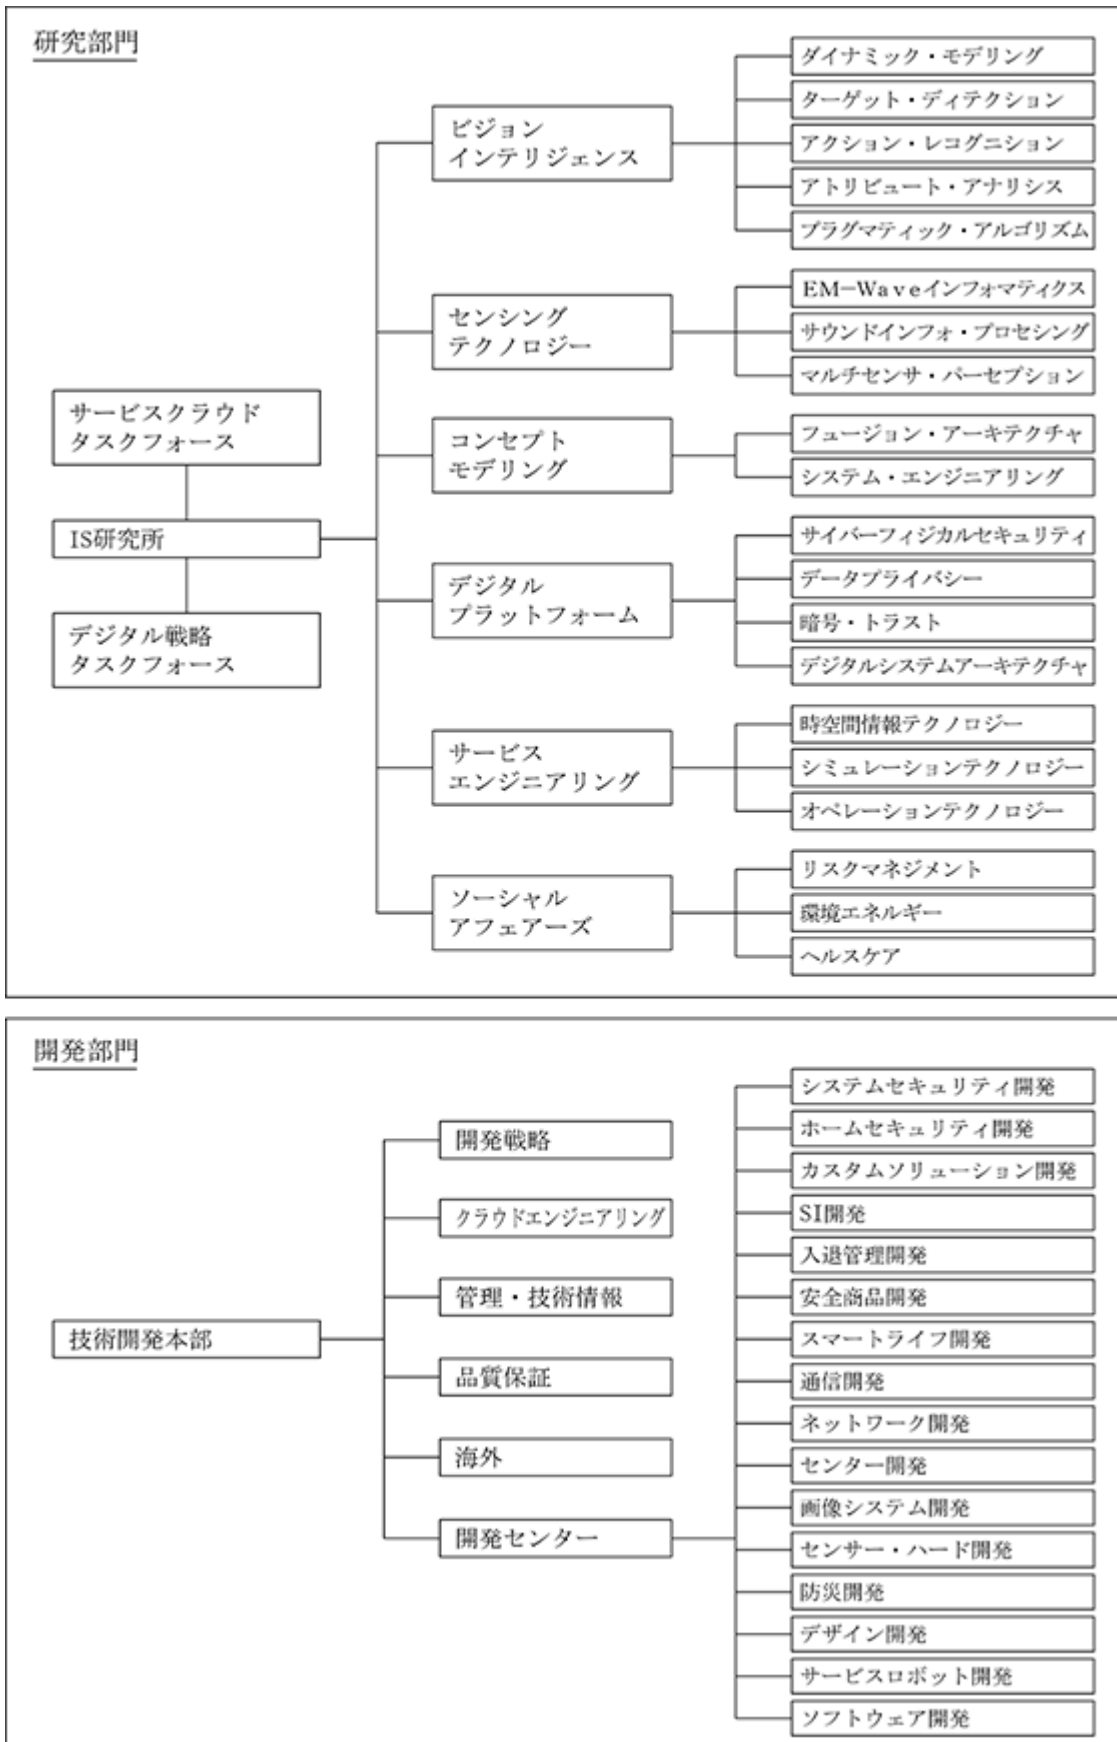 研究部門
サービスクラウド
タスクフォース
IS研究所
デジタル戦略
タスクフォース
ビジョン
インテリジェンス
ダイナミック・モデリング
ターゲット・ディテクション
アクション・レコグニション
アトリビュート・アナリシス
プラグマティック・アルゴリズム
センシング
テクノロジー
EM－Waveインフォマティクス
サウンドインフォ・プロセシング
マルチセンサ・パーセプション
コンセプト
モデリング
フュージョン・アーキテクチャ
システム・エンジニアリング
デジタル
プラットフォーム
サイバーフィジカルセキュリティ
データプライバシー
暗号・トラスト
デジタルシステムアーキテクチャ
サービス
エンジニアリング
時空間情報テクノロジー
シミュレーションテクノロジー
オペレーションテクノロジー
ソーシャル
アフェアーズ
リスクマネジメント
環境エネルギー
ヘルスケア
開発部門
技術開発本部
開発戦略
クラウドエンジニアリング
管理・技術情報
品質保証
海外
開発センター
システムセキュリティ開発
ホームセキュリティ開発
カスタムソリューション開発
SI開発
入退管理開発
安全商品開発
スマートライフ開発
通信開発
ネットワーク開発
センター開発
画像システム開発
センサー・ハード開発
防災開発
デザイン開発
サービスロボット開発
ソフトウェア開発